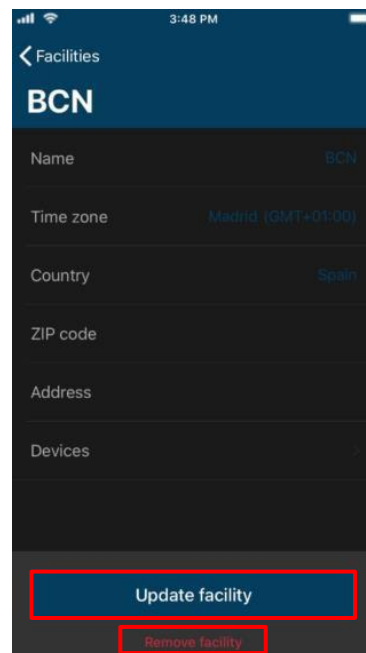 3:48 PM
Facilities
BCN
Name BCN
Time zone Madrid (GMT+01:00)
Country Spain
ZIP code
Address
Devices
Update facility
Remove facility